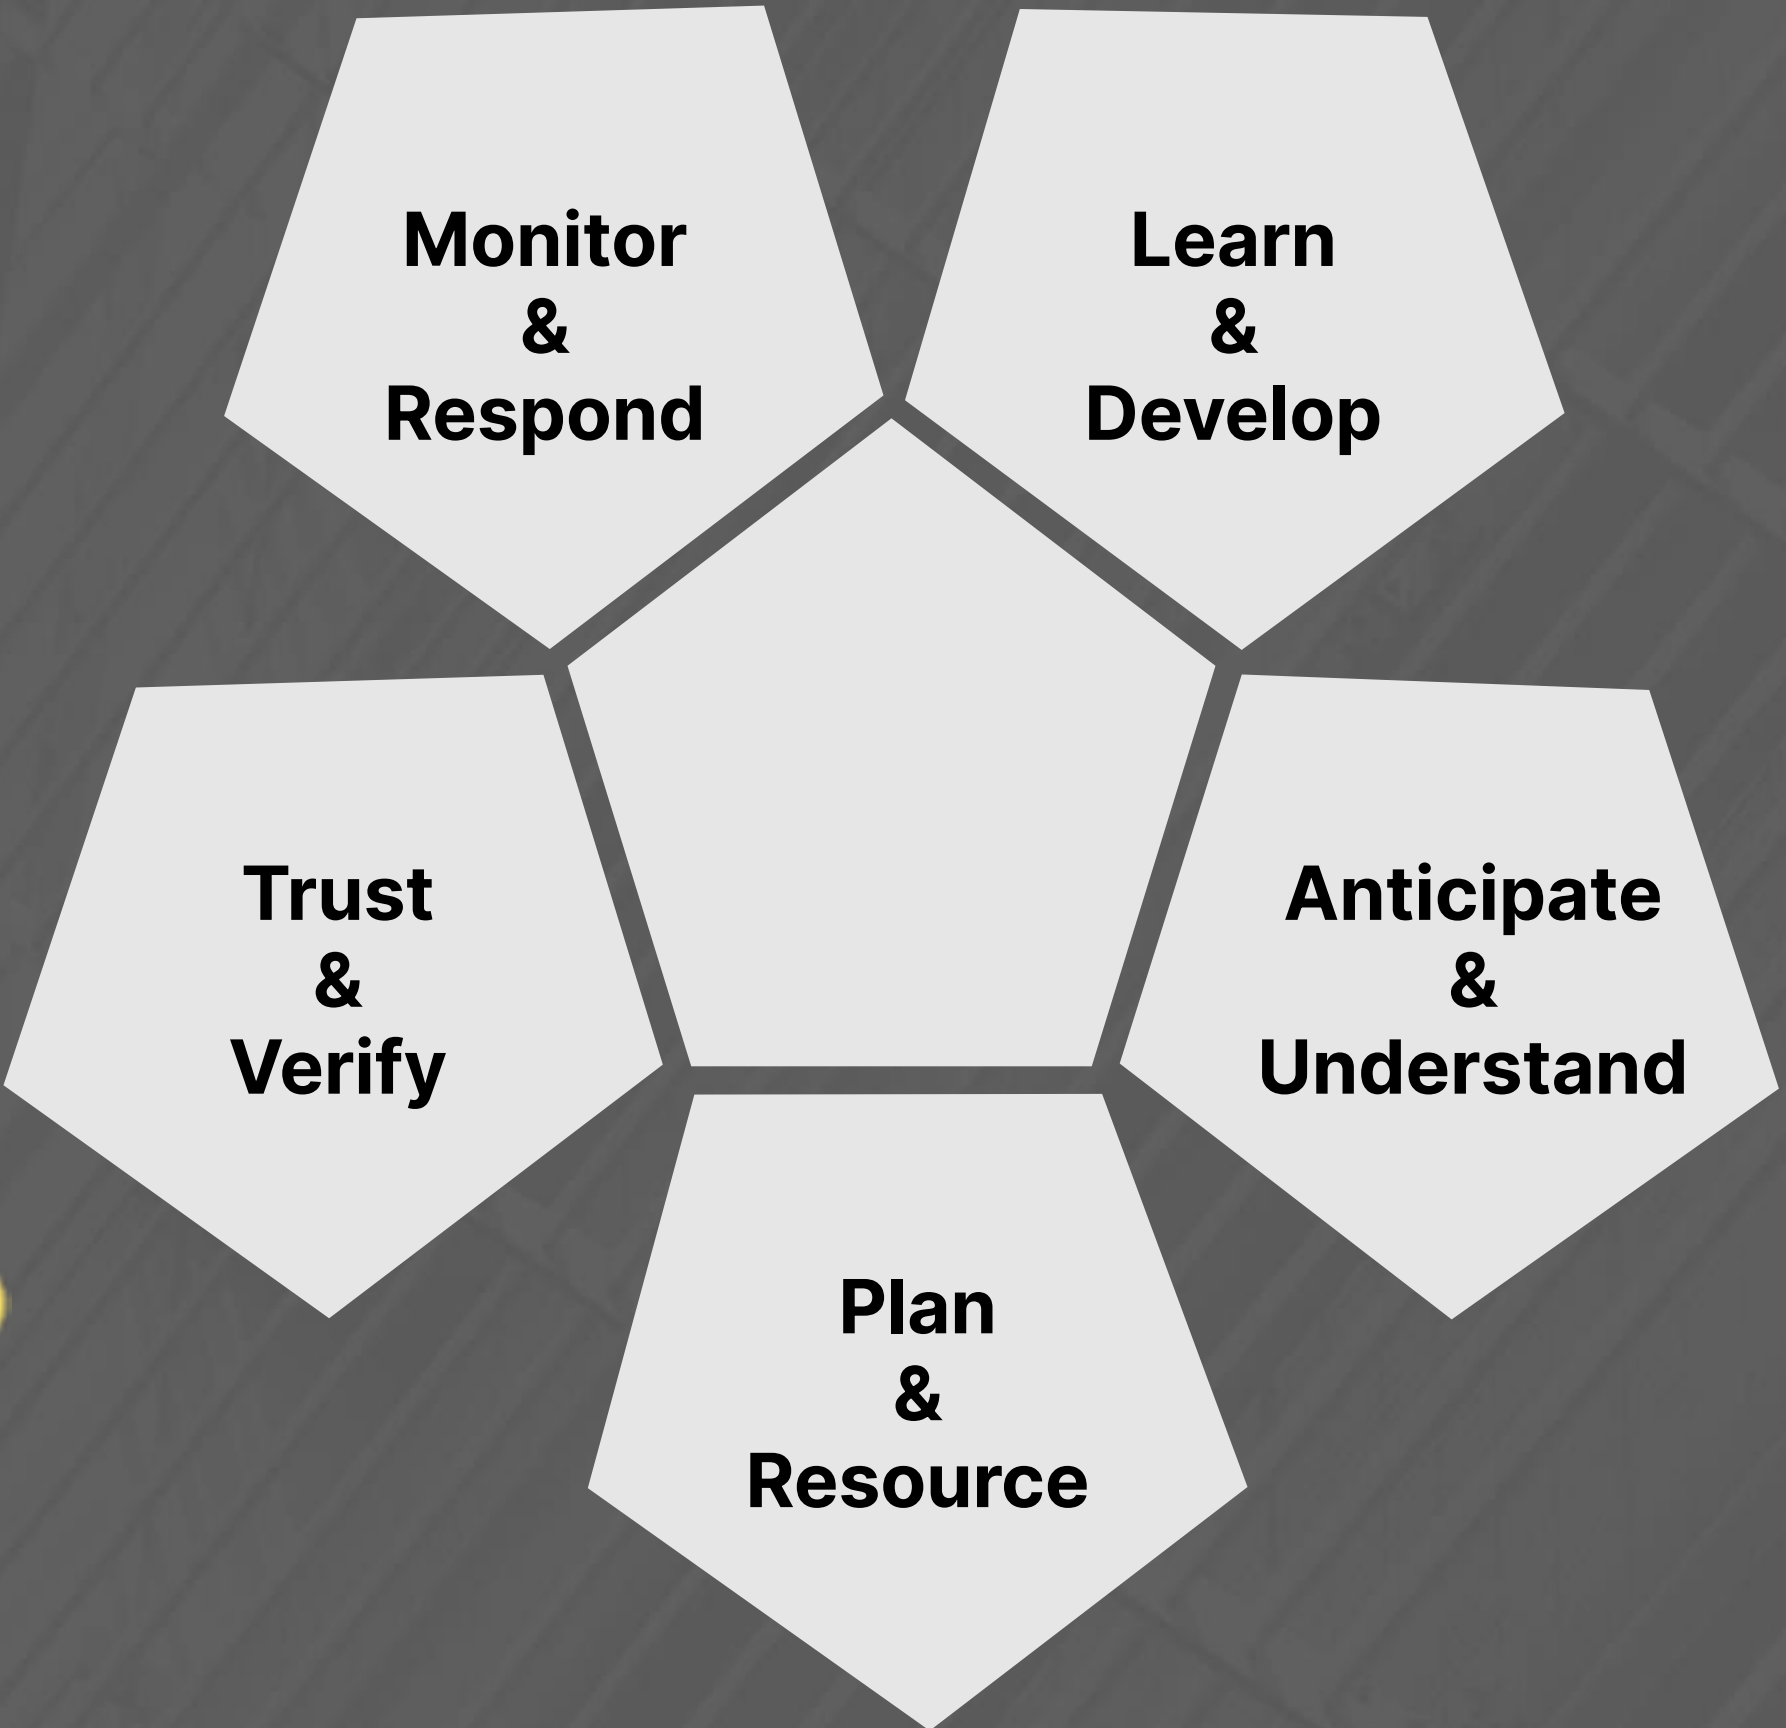 Monitor
&
Respond
Learn
&
Develop
Trust
&
Verify
Anticipate
&
Understand
Plan
&
Resource